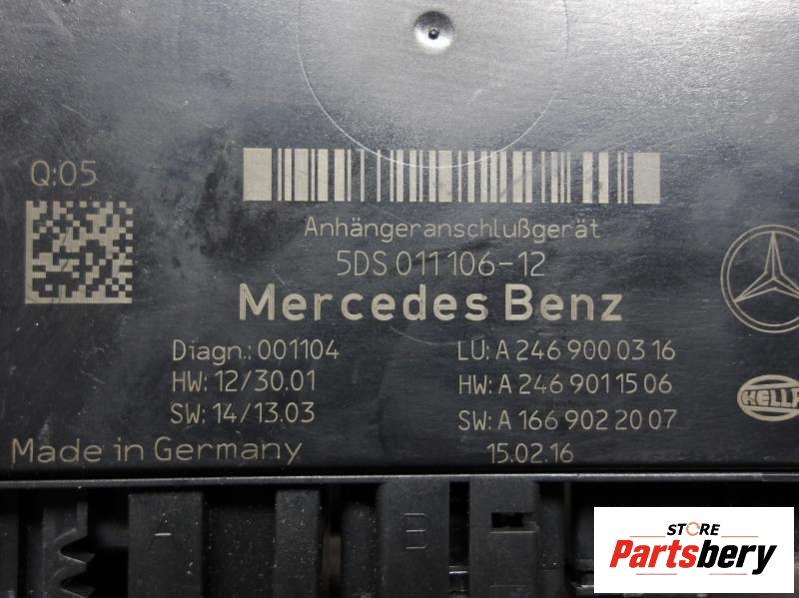 Q:05
Anhängeranschlußgerät
5DS 011 106-12
Mercedes Benz
Diagn.: 001104
LU: A 246 900 03 16
HW: 12/30.01
HW: A 246 901 15 06
SW: 14/13.03
SW: A 166 902 20 07
HELLA
Made in Germany
15.02.16
STORE
Partsbery